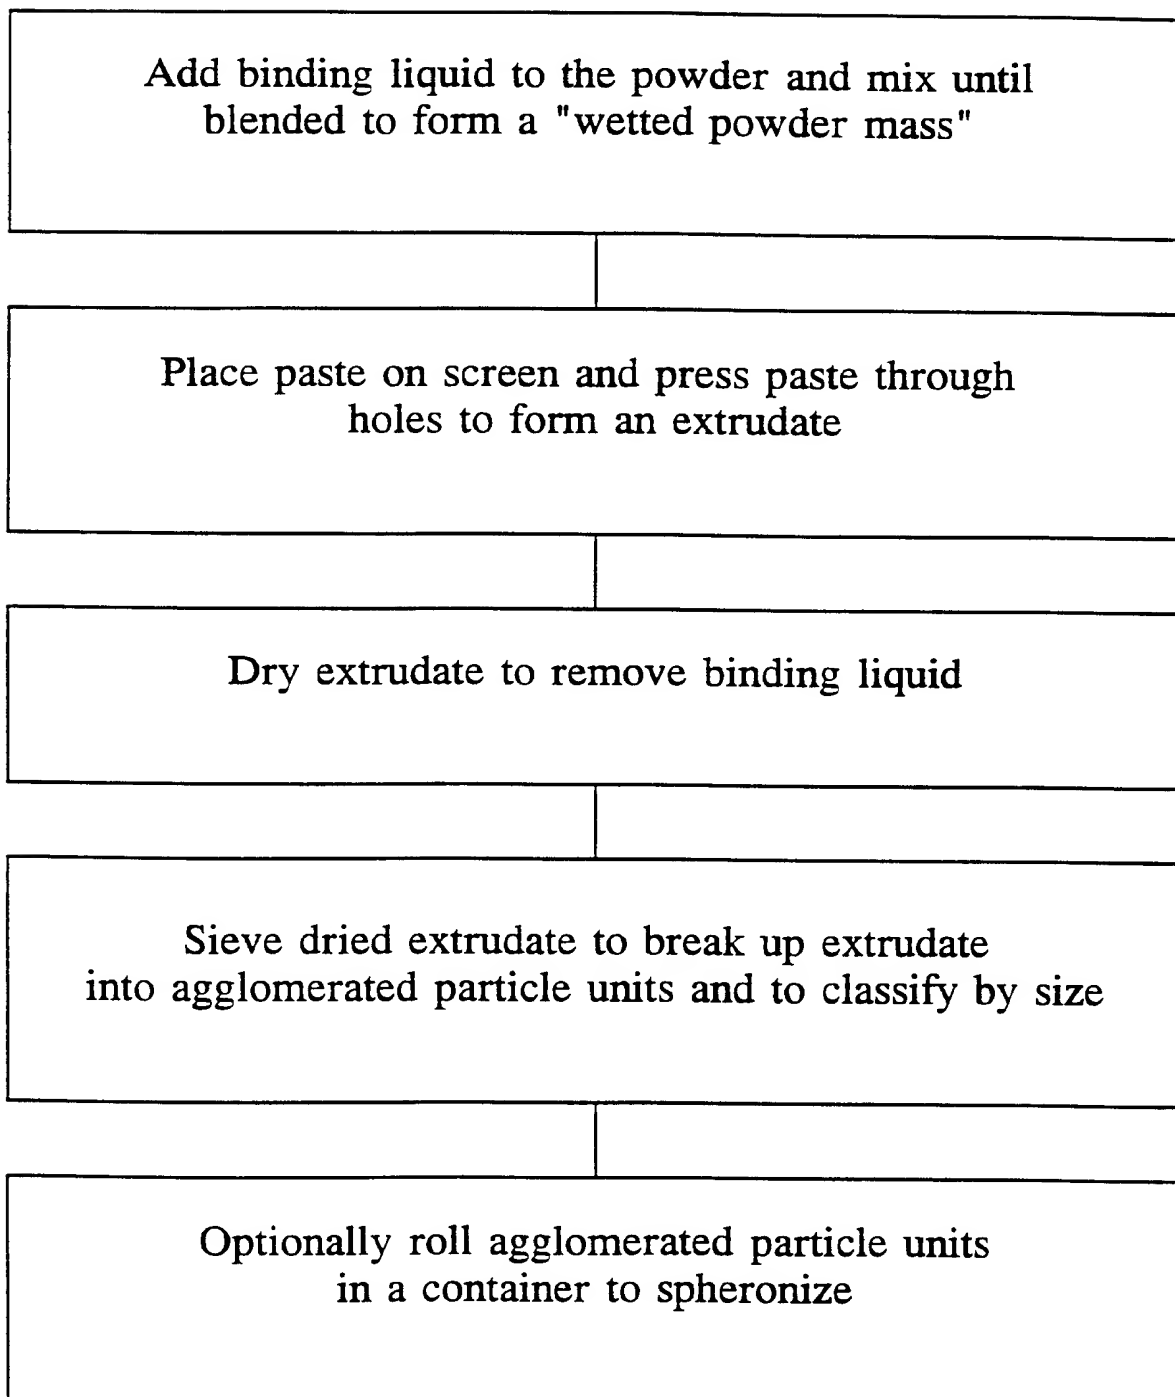 Add binding liquid to the powder and mix until
blended to form a "wetted powder mass"
Place paste on screen and press paste through
holes to form an extrudate
Dry extrudate to remove binding liquid
Sieve dried extrudate to break up extrudate
into agglomerated particle units and to classify by size
Optionally roll agglomerated particle units
in a container to spheronize